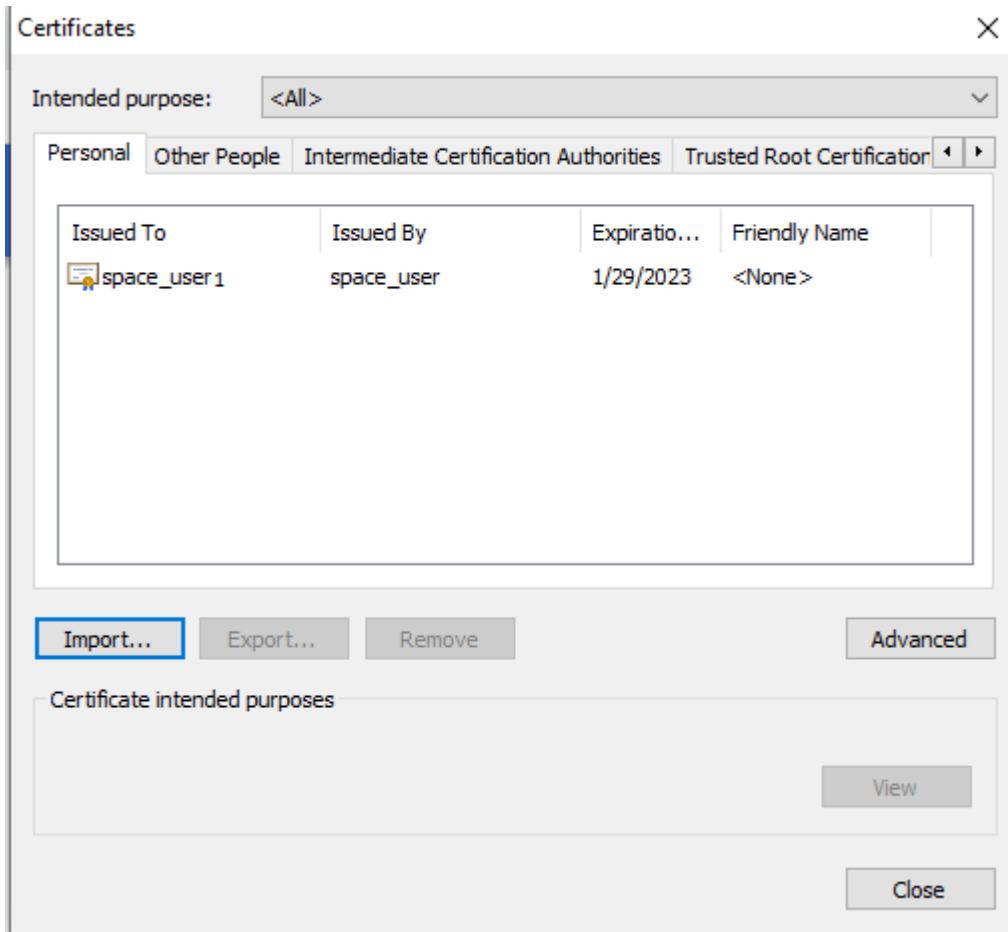 Certificates
Intended purpose: <All>
Personal Other People Intermediate Certification Authorities Trusted Root Certification
Issued To Issued By Expiratio... Friendly Name
space_user1 space_user 1/29/2023 <None>
Import... Export... Remove Advanced
Certificate intended purposes
View
Close